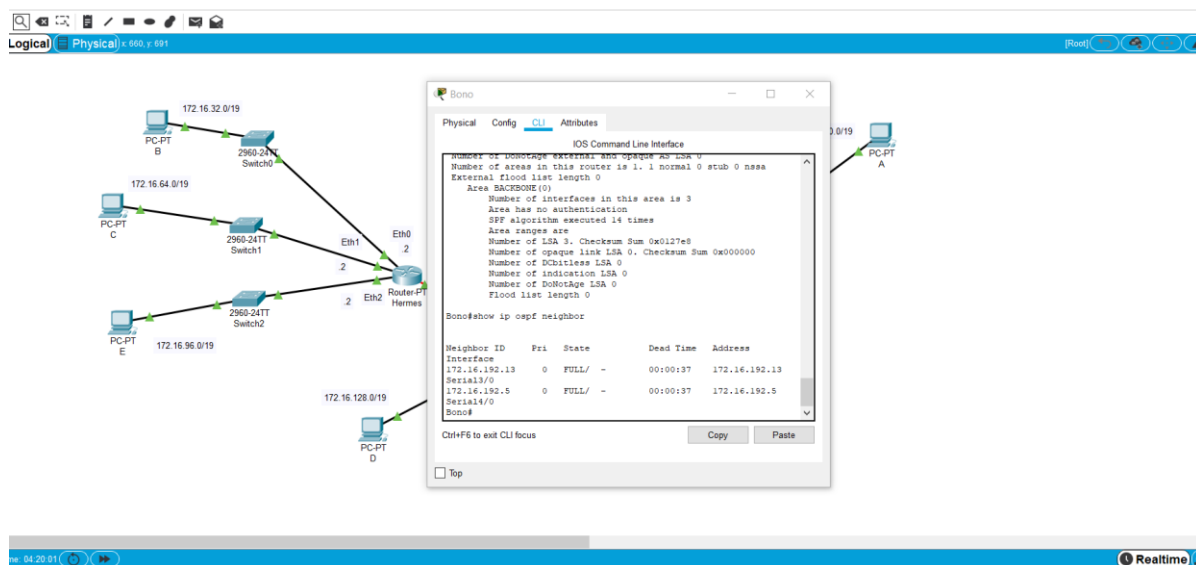 Logical Physical x: 660, y: 691 [Root]
172.16.32.0/19
PC-PT
B
2960-24TT
Switch0
172.16.64.0/19
PC-PT
C
2960-24TT
Switch1
Eth1
Eth0
.2
.2
.2
Eth2
Router-PT
Hermes
2960-24TT
Switch2
PC-PT
E
172.16.96.0/19
172.16.128.0/19
PC-PT
D
.0/19
PC-PT
A
Bono
Physical Config CLI Attributes
IOS Command Line Interface
Number of DoNotAge external and opaque AS LSA 0
Number of areas in this router is 1. 1 normal 0 stub 0 nssa
External flood list length 0
Area BACKBONE(0)
Number of interfaces in this area is 3
Area has no authentication
SPF algorithm executed 14 times
Area ranges are
Number of LSA 3. Checksum Sum 0x0127e8
Number of opaque link LSA 0. Checksum Sum 0x000000
Number of DCbitless LSA 0
Number of indication LSA 0
Number of DoNotAge LSA 0
Flood list length 0
Bono#show ip ospf neighbor
Neighbor ID Pri State Dead Time Address
Interface
172.16.192.13 0 FULL/ - 00:00:37 172.16.192.13
Serial3/0
172.16.192.5 0 FULL/ - 00:00:37 172.16.192.5
Serial4/0
Bono#
Ctrl+F6 to exit CLI focus Copy Paste
Top
me: 04:20:01 Realtime